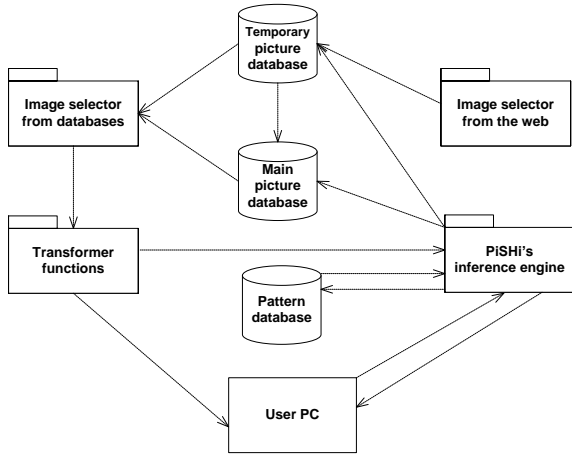 Temporary
picture
database
Image selector
from databases
Image selector
from the web
Main
picture
database
Transformer
functions
PiSHi's
inference engine
Pattern
database
User PC